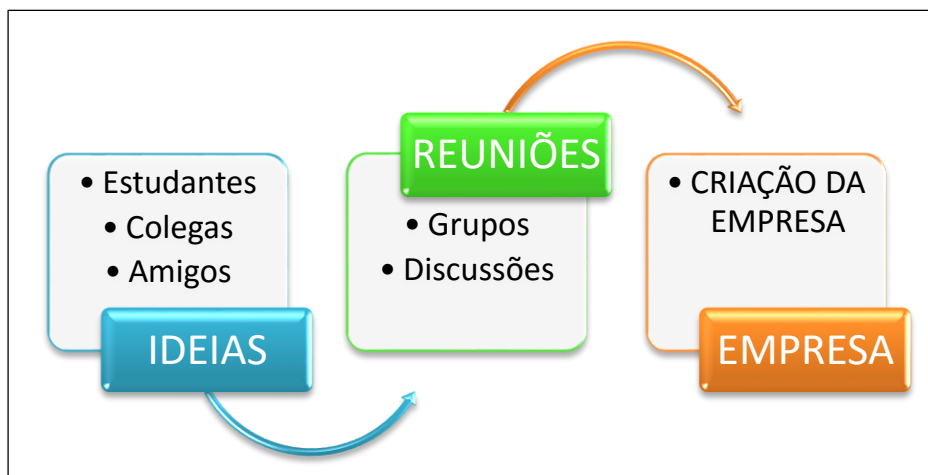 • Estudantes
• Colegas
• Amigos
IDEIAS
REUNIÕES
• Grupos
• Discussões
• CRIAÇÃO DA
EMPRESA
EMPRESA